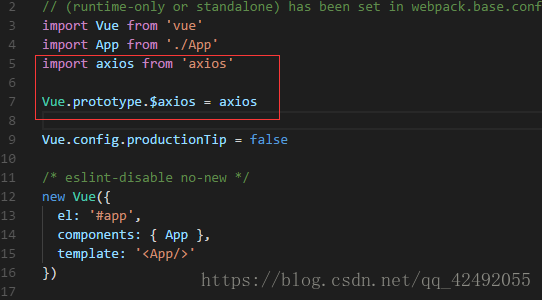 2 // (runtime-only or standalone) has been set in webpack.base.conf
3 import Vue from 'vue'
4 import App from './App'
5 import axios from 'axios'
6
7 Vue.prototype.$axios = axios
8
9 Vue.config.productionTip = false
10
11 /* eslint-disable no-new */
12 new Vue({
13 el: '#app',
14 components: { App },
15 template: '<App/>'
16 })
17
https://blog.csdn.net/qq_42492055